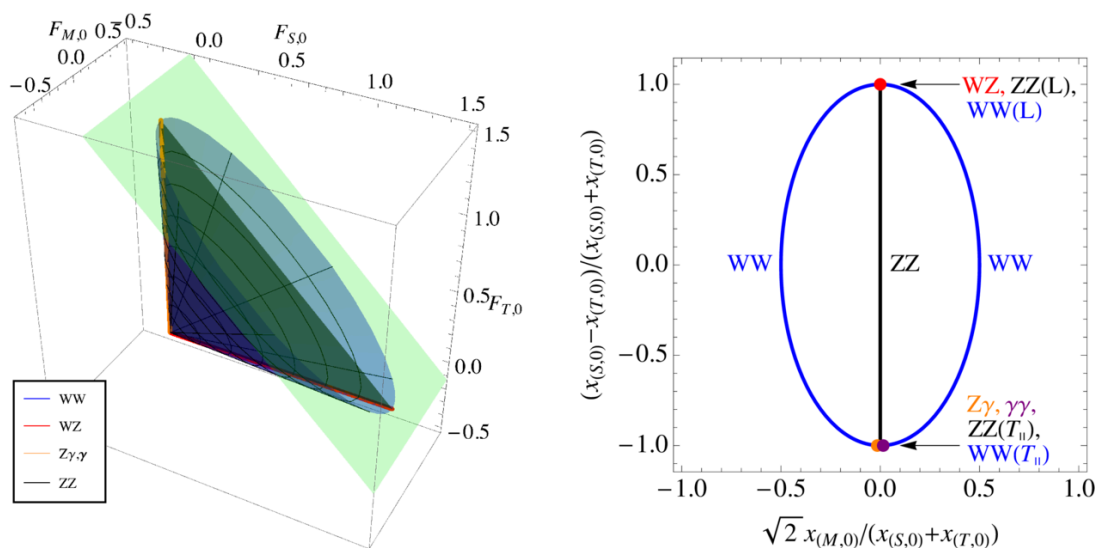 F_{M,0}
F_{S,0}
-0.5
0.5
0.0
0.0
0.5
-0.5
1.0
1.5
1.5
1.0
0.5
F_{T,0}
0.0
-0.5
WW
WZ
Zγ,γ
ZZ
(x_{(S,0)}-x_{(T,0)})/(x_{(S,0)}+x_{(T,0)})
1.0
0.5
0.0
-0.5
-1.0
WZ, ZZ(L),
WW(L)
WW
ZZ
WW
Zγ, γγ,
ZZ(T_{||}),
WW(T_{||})
-1.0
-0.5
0.0
0.5
1.0
√2 x_{(M,0)}/(x_{(S,0)}+x_{(T,0)})